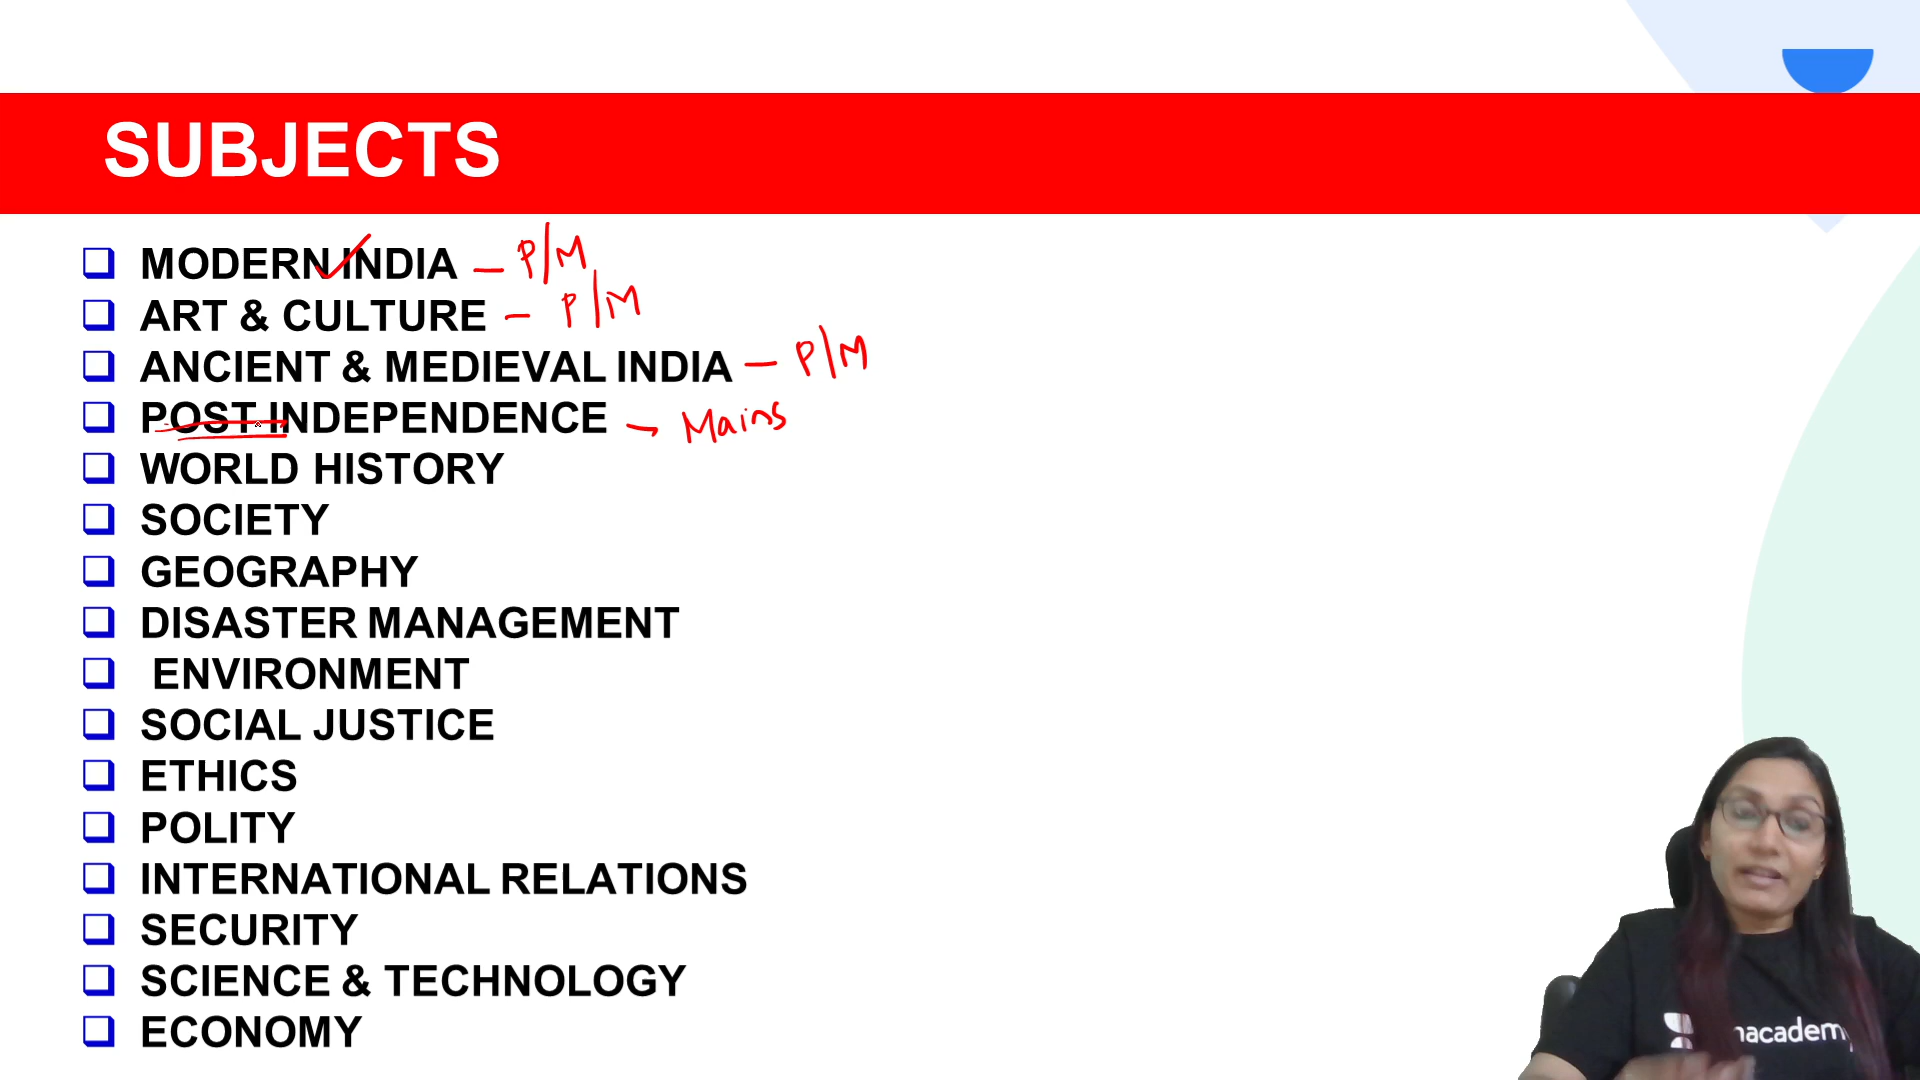 SUBJECTS
MODERN INDIA – P/M
ART & CULTURE – P/M
ANCIENT & MEDIEVAL INDIA – P/M
POST INDEPENDENCE → Mains
WORLD HISTORY
SOCIETY
GEOGRAPHY
DISASTER MANAGEMENT
ENVIRONMENT
SOCIAL JUSTICE
ETHICS
POLITY
INTERNATIONAL RELATIONS
SECURITY
SCIENCE & TECHNOLOGY
ECONOMY
nacadem